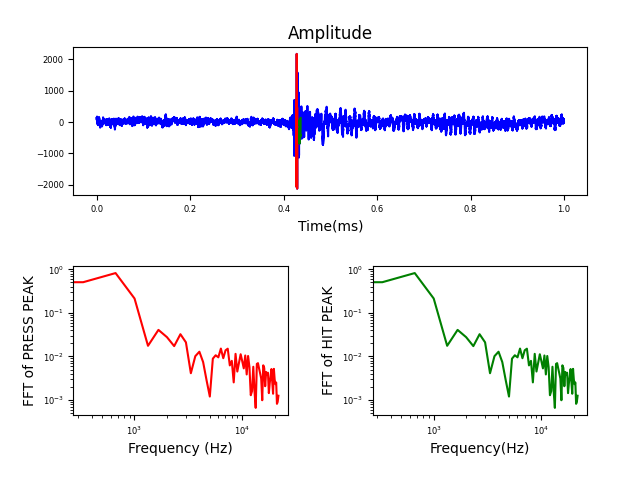 Amplitude
2000
1000
0
−1000
−2000
0.0 0.2 0.4 0.6 0.8 1.0
Time(ms)
FFT of PRESS PEAK
10⁰
10⁻¹
10⁻²
10⁻³
10³ 10⁴
Frequency (Hz)
FFT of HIT PEAK
10⁰
10⁻¹
10⁻²
10⁻³
10³ 10⁴
Frequency(Hz)